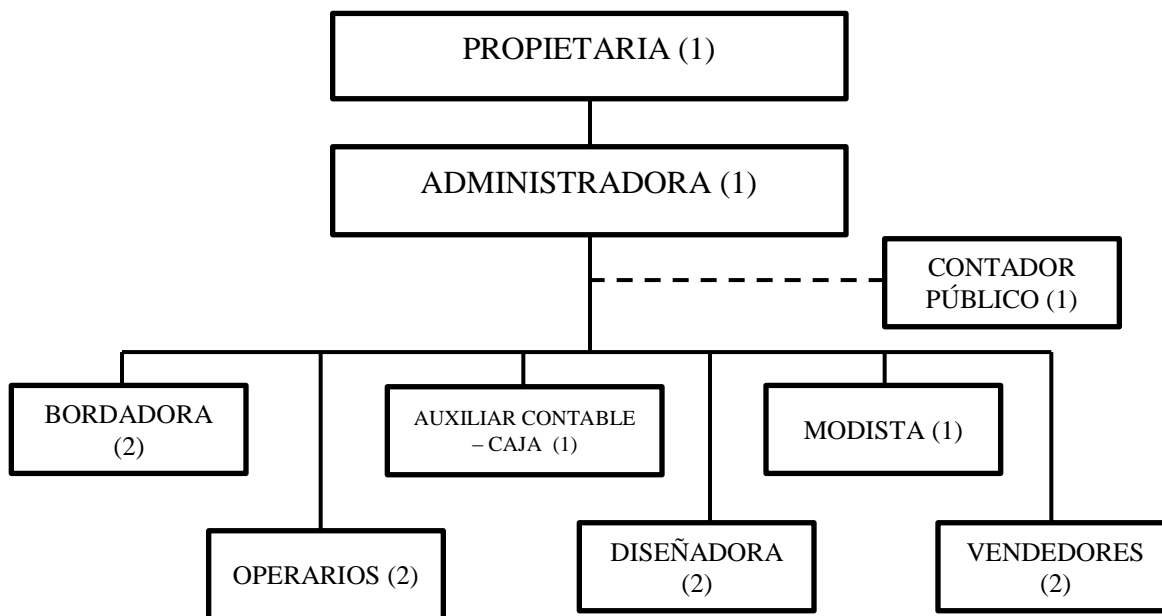 PROPIETARIA (1)
ADMINISTRADORA (1)
CONTADOR
PÚBLICO (1)
BORDADORA
(2)
AUXILIAR CONTABLE
– CAJA (1)
MODISTA (1)
OPERARIOS (2)
DISEÑADORA
(2)
VENDEDORES
(2)